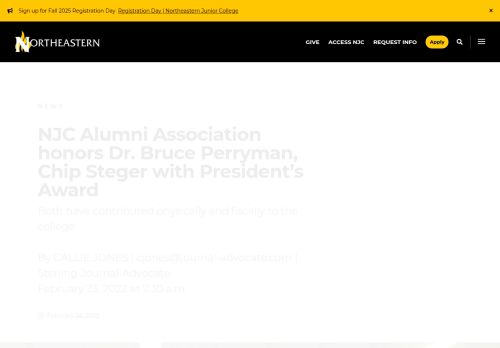 Sign up for Fall 2025 Registration Day Registration Day | Northeastern Junior College ×
NORTHEASTERN
GIVE ACCESS NJC REQUEST INFO Apply
NEWS
NJC Alumni Association
honors Dr. Bruce Perryman,
Chip Steger with President's
Award
Both have contributed physically and fiscally to the
college
By CALLIE JONES | cjones@journal-advocate.com |
Sterling Journal-Advocate
February 23, 2022 at 7:30 a.m.
February 24, 2022